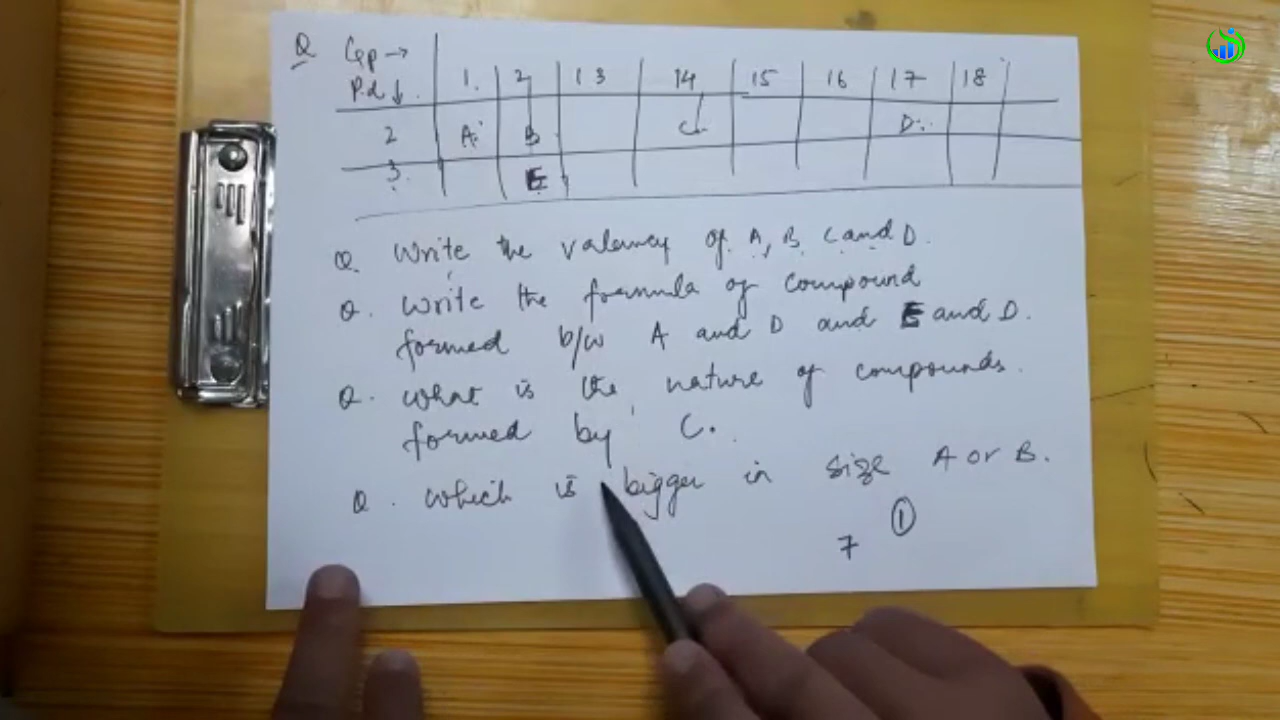 Q Gp →
Pd ↓ 1. 2 13 14 15 16 17 18
2 A B C D
3. E
Q. Write the valency of A, B, C and D.
Q. Write the formula of compound
formed b/w A and D and E and D.
Q. What is the nature of compounds.
formed by C.
Q. Which is bigger in size A or B.
1
7